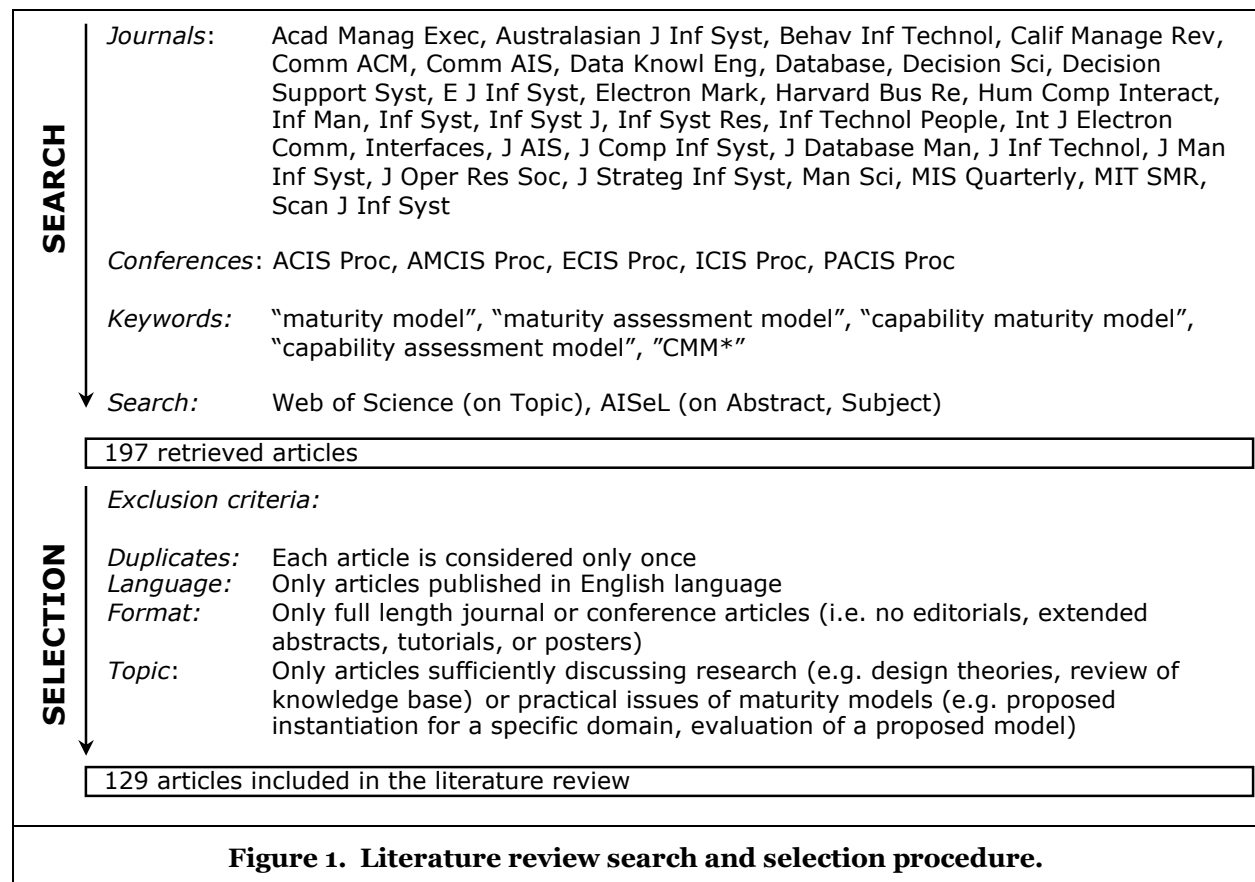 SEARCH
Journals: Acad Manag Exec, Australasian J Inf Syst, Behav Inf Technol, Calif Manage Rev,
Comm ACM, Comm AIS, Data Knowl Eng, Database, Decision Sci, Decision
Support Syst, E J Inf Syst, Electron Mark, Harvard Bus Re, Hum Comp Interact,
Inf Man, Inf Syst, Inf Syst J, Inf Syst Res, Inf Technol People, Int J Electron
Comm, Interfaces, J AIS, J Comp Inf Syst, J Database Man, J Inf Technol, J Man
Inf Syst, J Oper Res Soc, J Strateg Inf Syst, Man Sci, MIS Quarterly, MIT SMR,
Scan J Inf Syst
Conferences: ACIS Proc, AMCIS Proc, ECIS Proc, ICIS Proc, PACIS Proc
Keywords: “maturity model”, “maturity assessment model”, “capability maturity model”,
“capability assessment model”, ”CMM*”
Search: Web of Science (on Topic), AISeL (on Abstract, Subject)
197 retrieved articles
SELECTION
Exclusion criteria:
Duplicates: Each article is considered only once
Language: Only articles published in English language
Format: Only full length journal or conference articles (i.e. no editorials, extended
abstracts, tutorials, or posters)
Topic: Only articles sufficiently discussing research (e.g. design theories, review of
knowledge base) or practical issues of maturity models (e.g. proposed
instantiation for a specific domain, evaluation of a proposed model)
129 articles included in the literature review
Figure 1. Literature review search and selection procedure.